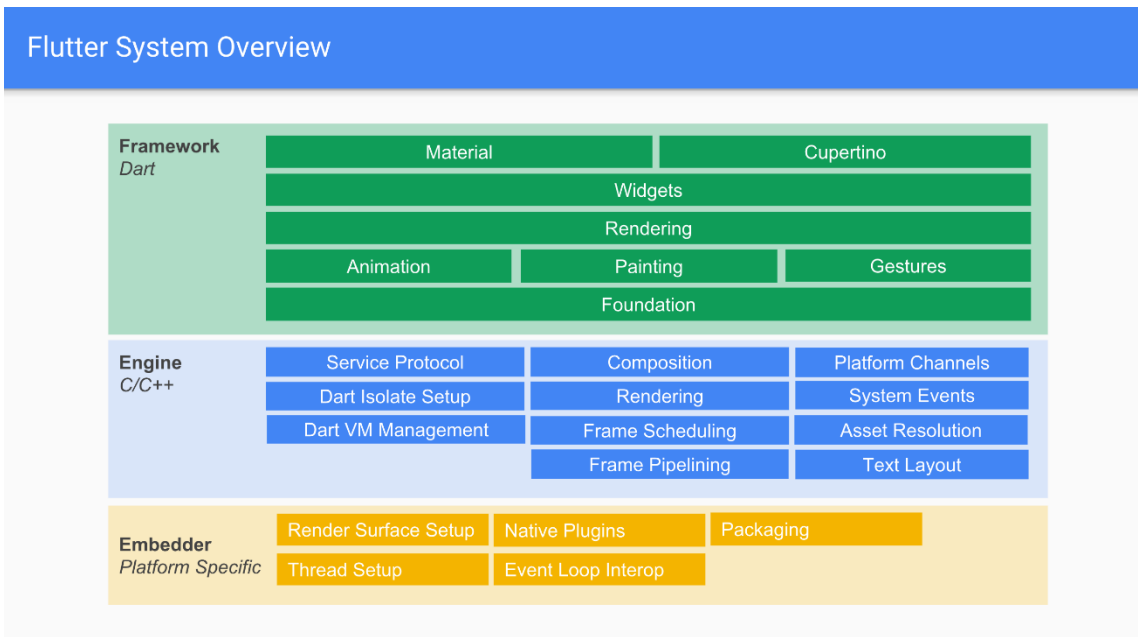 Flutter System Overview
Framework
Dart
Material
Cupertino
Widgets
Rendering
Animation
Painting
Gestures
Foundation
Engine
C/C++
Service Protocol
Composition
Platform Channels
Dart Isolate Setup
Rendering
System Events
Dart VM Management
Frame Scheduling
Asset Resolution
Frame Pipelining
Text Layout
Embedder
Platform Specific
Render Surface Setup
Native Plugins
Packaging
Thread Setup
Event Loop Interop